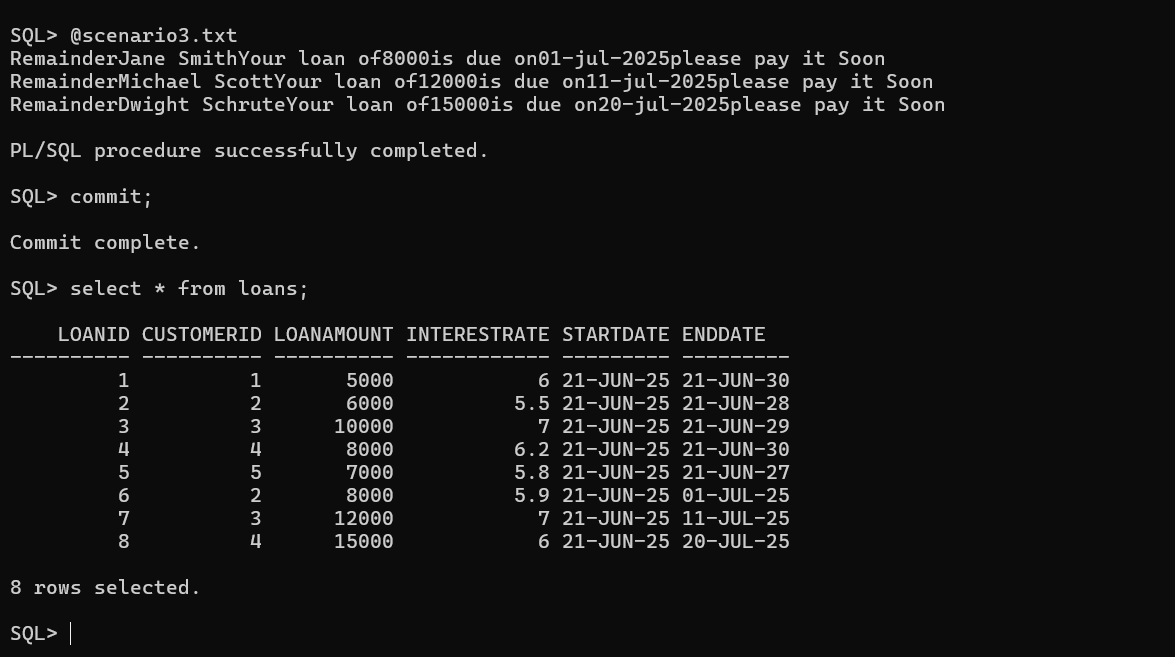 SQL> @scenario3.txt
RemainderJane SmithYour loan of8000is due on01-jul-2025please pay it Soon
RemainderMichael ScottYour loan of12000is due on11-jul-2025please pay it Soon
RemainderDwight SchruteYour loan of15000is due on20-jul-2025please pay it Soon

PL/SQL procedure successfully completed.

SQL> commit;

Commit complete.

SQL> select * from loans;

    LOANID CUSTOMERID LOANAMOUNT INTERESTRATE STARTDATE ENDDATE
---------- ---------- ---------- ------------ --------- ---------
         1          1       5000            6 21-JUN-25 21-JUN-30
         2          2       6000          5.5 21-JUN-25 21-JUN-28
         3          3      10000            7 21-JUN-25 21-JUN-29
         4          4       8000          6.2 21-JUN-25 21-JUN-30
         5          5       7000          5.8 21-JUN-25 21-JUN-27
         6          2       8000          5.9 21-JUN-25 01-JUL-25
         7          3      12000            7 21-JUN-25 11-JUL-25
         8          4      15000            6 21-JUN-25 20-JUL-25

8 rows selected.

SQL>